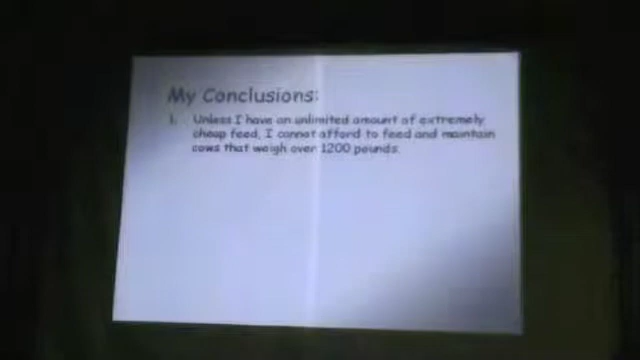 My Conclusions:
1. Unless I have an unlimited amount of extremely
cheap feed, I cannot afford to feed and maintain
cows that weigh over 1200 pounds.